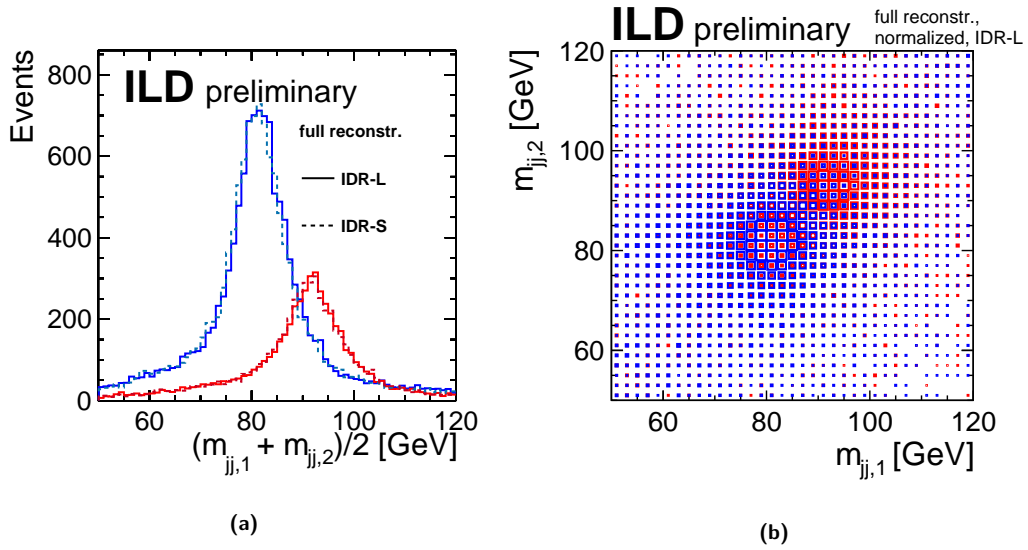 ILD preliminary
full reconstr.
IDR-L
IDR-S
Events
800
600
400
200
0
60 80 100 120
(m_jj,1 + m_jj,2)/2 [GeV]
(a)
ILD preliminary
full reconstr.,
normalized, IDR-L
m_jj,2 [GeV]
120
100
80
60
60 80 100 120
m_jj,1 [GeV]
(b)